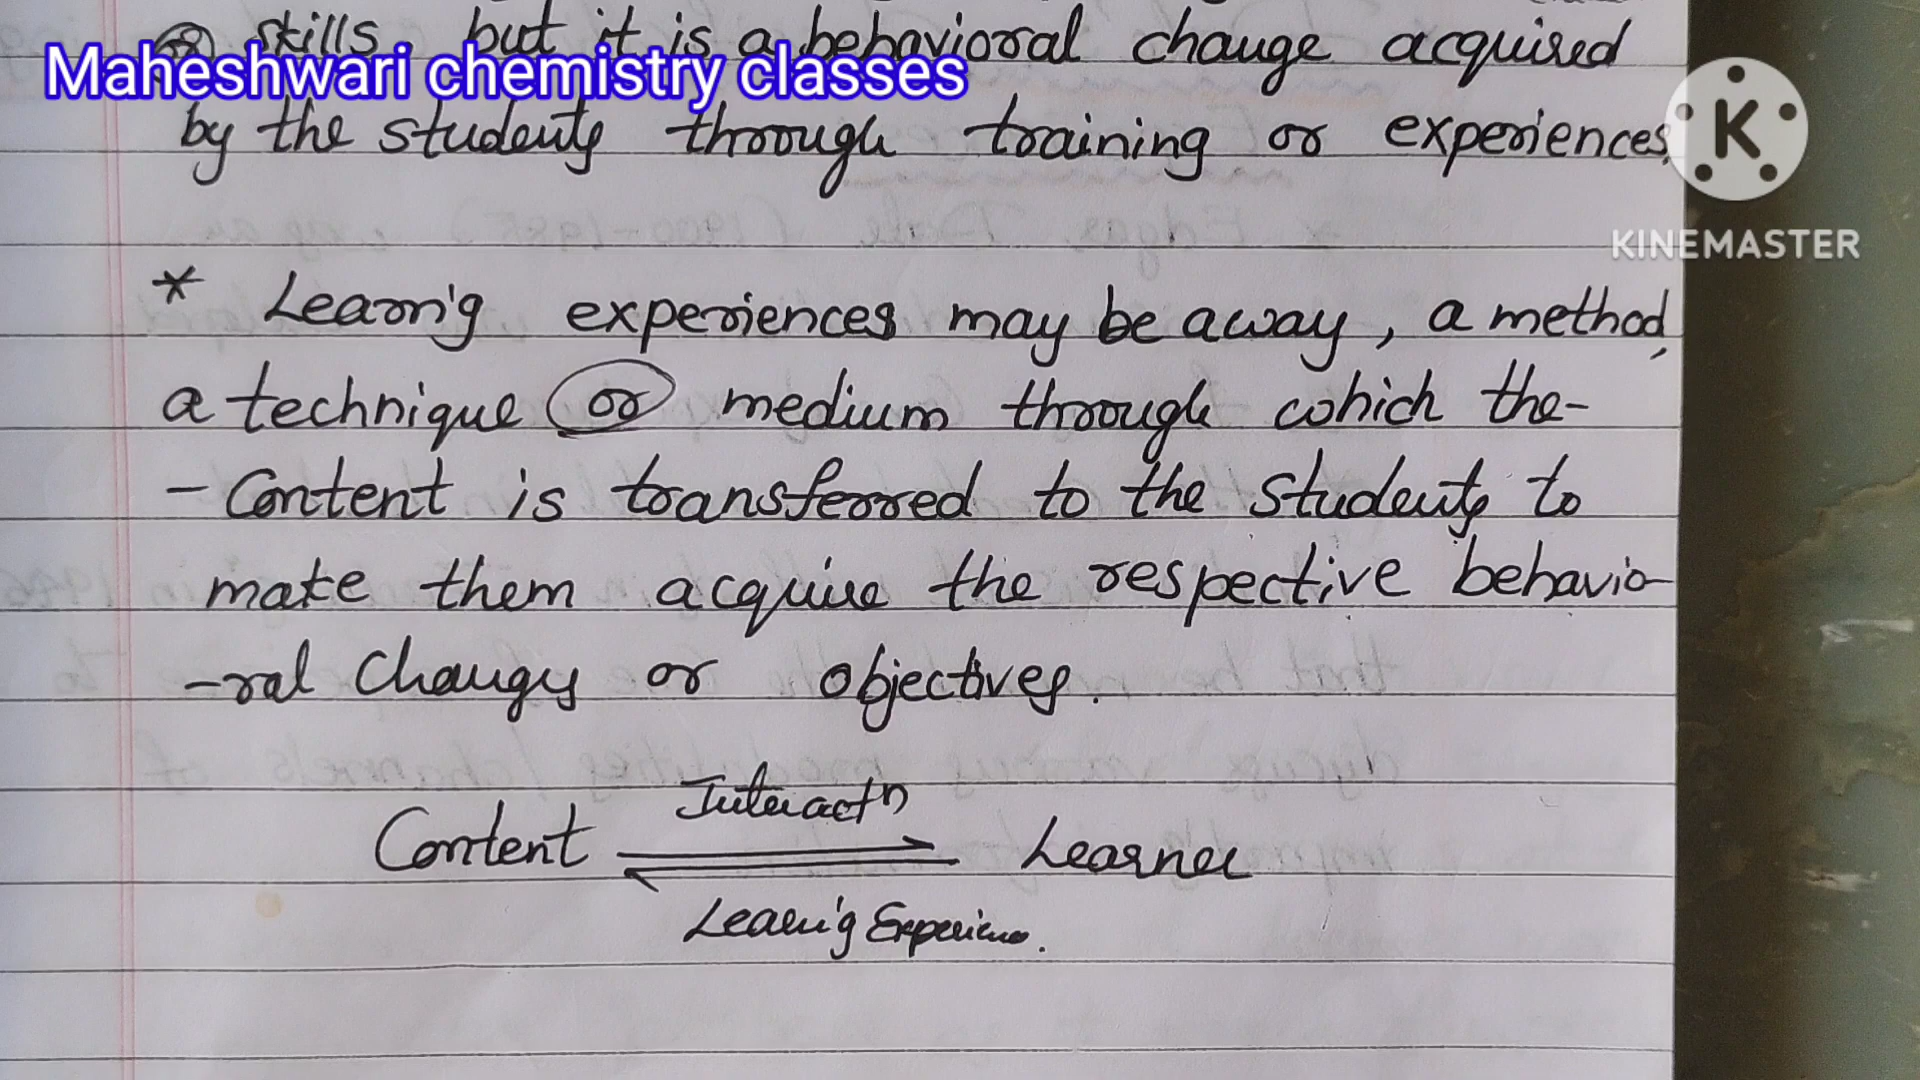 skills, but it is a behavioral change acquired
Maheshwari chemistry classes
by the students through training or experiences.
K
KINEMASTER
* Learni'g experiences may be away, a method,
a technique or medium through which the-
- Content is transferred to the students to
make them acquire the respective behavio-
-ral changes or objectives.
Interactn
Content Learner
Learni'g Experience.